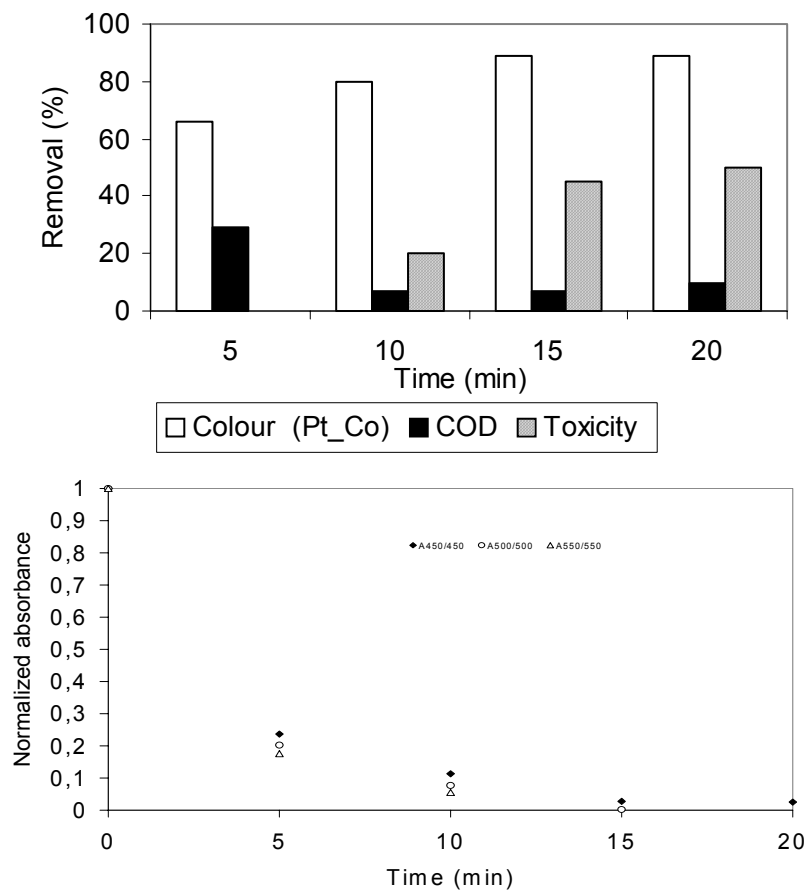 100
80
60
40
20
0
Removal (%)
5 10 15 20
Time (min)
Colour (Pt_Co) COD Toxicity
1
0,9
0,8
0,7
0,6
0,5
0,4
0,3
0,2
0,1
0
Normalized absorbance
A450/450 A500/500 A550/550
0 5 10 15 20
Time (min)